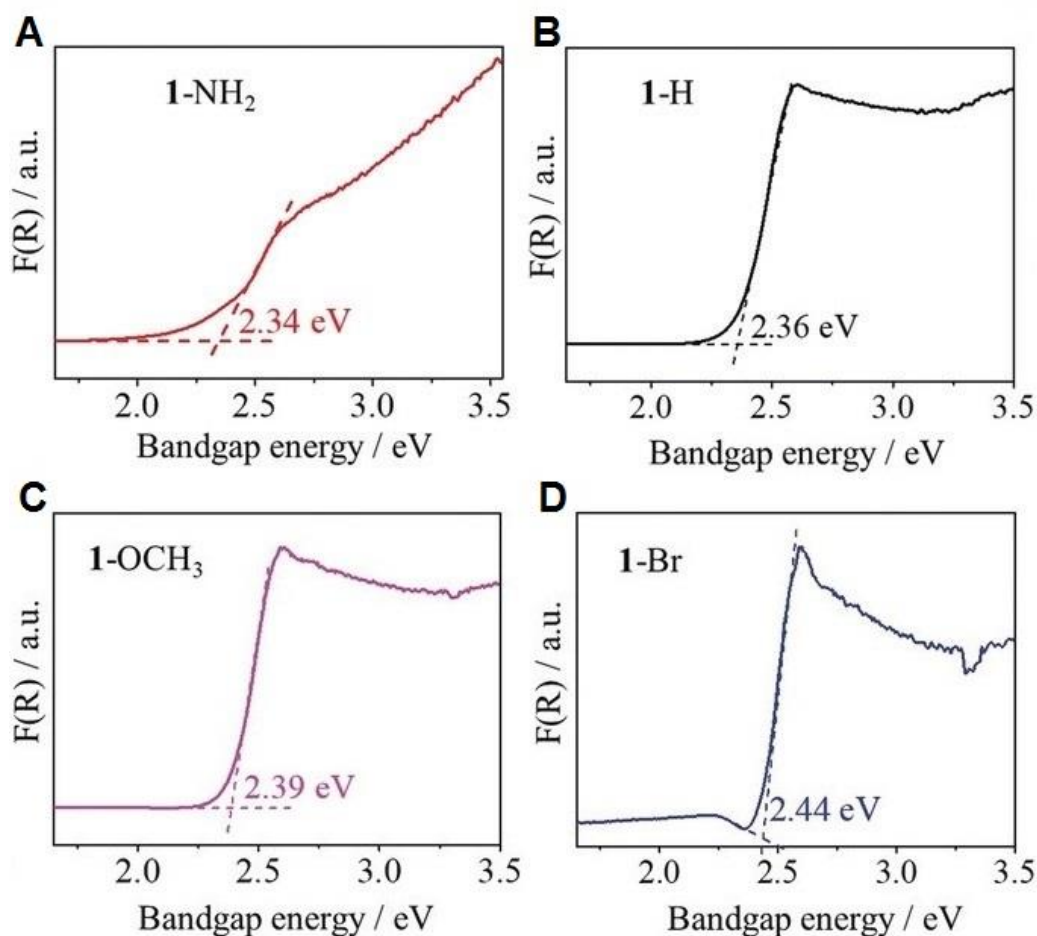 A
1-NH₂
F(R) / a.u.
2.34 eV
2.0 2.5 3.0 3.5
Bandgap energy / eV
B
1-H
F(R) / a.u.
2.36 eV
2.0 2.5 3.0 3.5
Bandgap energy / eV
C
1-OCH₃
F(R) / a.u.
2.39 eV
2.0 2.5 3.0 3.5
Bandgap energy / eV
D
1-Br
F(R) / a.u.
2.44 eV
2.0 2.5 3.0 3.5
Bandgap energy / eV